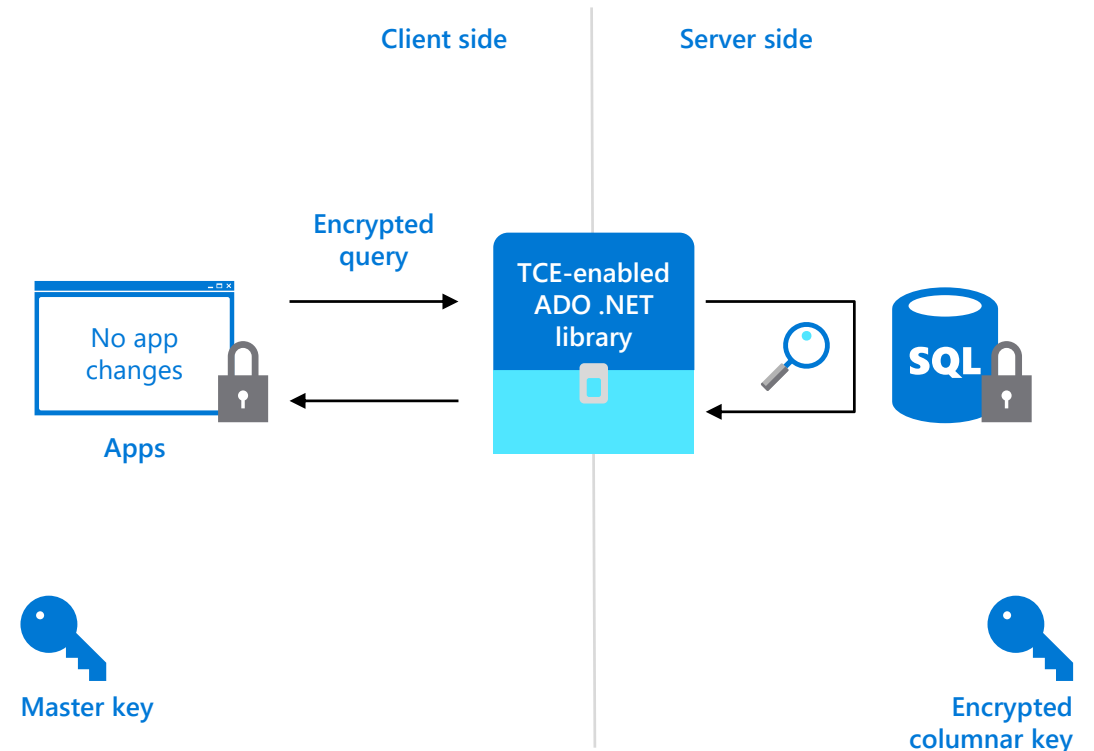 Client side
Server side
Encrypted
query
TCE-enabled
ADO .NET
library
No app
changes
SQL
Apps
Master key
Encrypted
columnar key